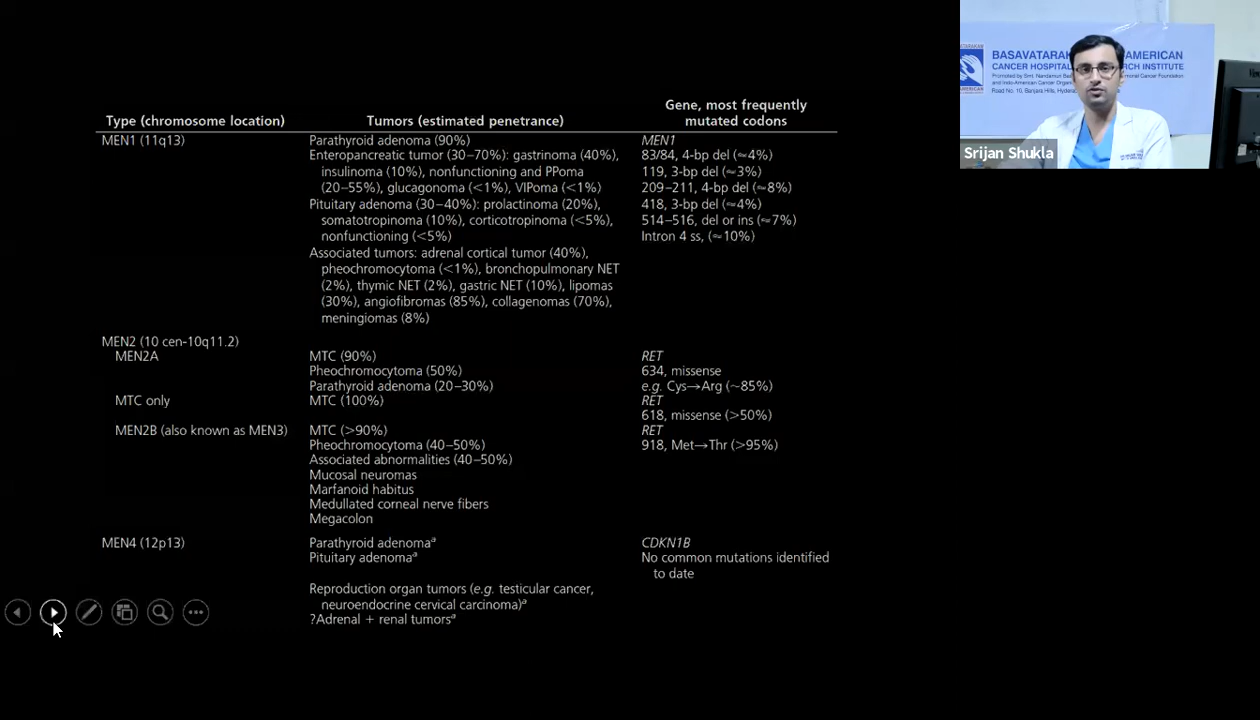 BASAVATARAK
AMERICAN
CANCER HOSPITAL
RCH INSTITUTE
Srijan Shukla
Type (chromosome location) Tumors (estimated penetrance) Gene, most frequently
mutated codons
MEN1 (11q13) Parathyroid adenoma (90%) MEN1
Enteropancreatic tumor (30–70%): gastrinoma (40%), 83/84, 4-bp del (≈4%)
insulinoma (10%), nonfunctioning and PPoma 119, 3-bp del (≈3%)
(20–55%), glucagonoma (<1%), VIPoma (<1%) 209–211, 4-bp del (≈8%)
Pituitary adenoma (30–40%): prolactinoma (20%), 418, 3-bp del (≈4%)
somatotropinoma (10%), corticotropinoma (<5%), 514–516, del or ins (≈7%)
nonfunctioning (<5%) Intron 4 ss, (≈10%)
Associated tumors: adrenal cortical tumor (40%),
pheochromocytoma (<1%), bronchopulmonary NET
(2%), thymic NET (2%), gastric NET (10%), lipomas
(30%), angiofibromas (85%), collagenomas (70%),
meningiomas (8%)
MEN2 (10 cen-10q11.2)
MEN2A MTC (90%) RET
Pheochromocytoma (50%) 634, missense
Parathyroid adenoma (20–30%) e.g. Cys→Arg (~85%)
MTC only MTC (100%) RET
618, missense (>50%)
MEN2B (also known as MEN3) MTC (>90%) RET
Pheochromocytoma (40–50%) 918, Met→Thr (>95%)
Associated abnormalities (40–50%)
Mucosal neuromas
Marfanoid habitus
Medullated corneal nerve fibers
Megacolon
MEN4 (12p13) Parathyroid adenomaᵃ CDKN1B
Pituitary adenomaᵃ No common mutations identified
to date
Reproduction organ tumors (e.g. testicular cancer,
neuroendocrine cervical carcinoma)ᵃ
?Adrenal + renal tumorsᵃ